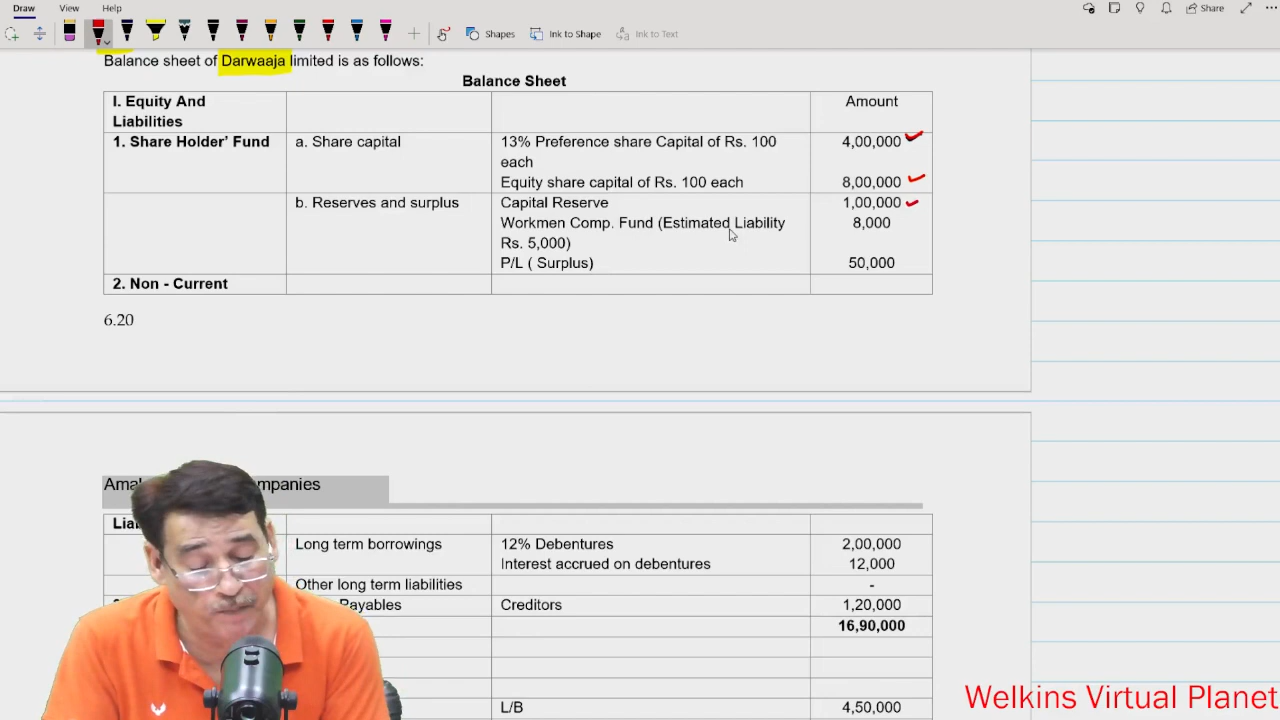 Draw View Help
Share
Shapes Ink to Shape Ink to Text
Balance sheet of Darwaaja limited is as follows:
Balance Sheet
I. Equity And Amount
Liabilities
1. Share Holder’ Fund a. Share capital 13% Preference share Capital of Rs. 100 4,00,000
each
Equity share capital of Rs. 100 each 8,00,000
b. Reserves and surplus Capital Reserve 1,00,000
Workmen Comp. Fund (Estimated Liability 8,000
Rs. 5,000)
P/L ( Surplus) 50,000
2. Non - Current
6.20
Long term borrowings 12% Debentures 2,00,000
Interest accrued on debentures 12,000
Other long term liabilities -
Payables Creditors 1,20,000
16,90,000
Welkins Virtual Planet
L/B 4,50,000